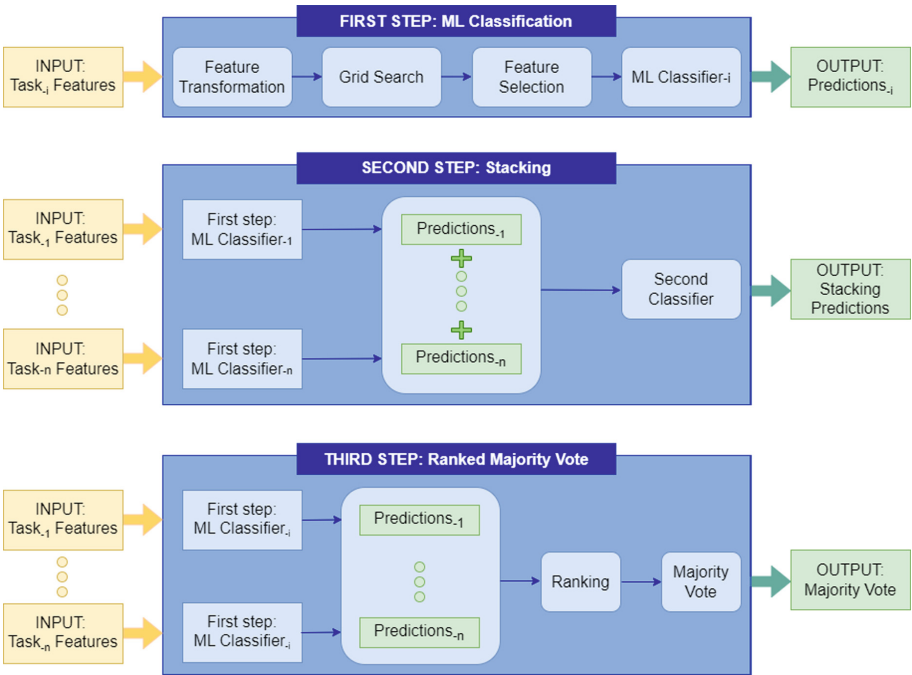 FIRST STEP: ML Classification
INPUT:
Task-i Features
Feature
Transformation
Grid Search
Feature
Selection
ML Classifier-i
OUTPUT:
Predictions-i
SECOND STEP: Stacking
INPUT:
Task-1 Features
First step:
ML Classifier-1
Predictions-1
INPUT:
Task-n Features
First step:
ML Classifier-n
Predictions-n
Second
Classifier
OUTPUT:
Stacking
Predictions
THIRD STEP: Ranked Majority Vote
INPUT:
Task-1 Features
First step:
ML Classifier-i
Predictions-1
INPUT:
Task-n Features
First step:
ML Classifier-i
Predictions-n
Ranking
Majority
Vote
OUTPUT:
Majority Vote